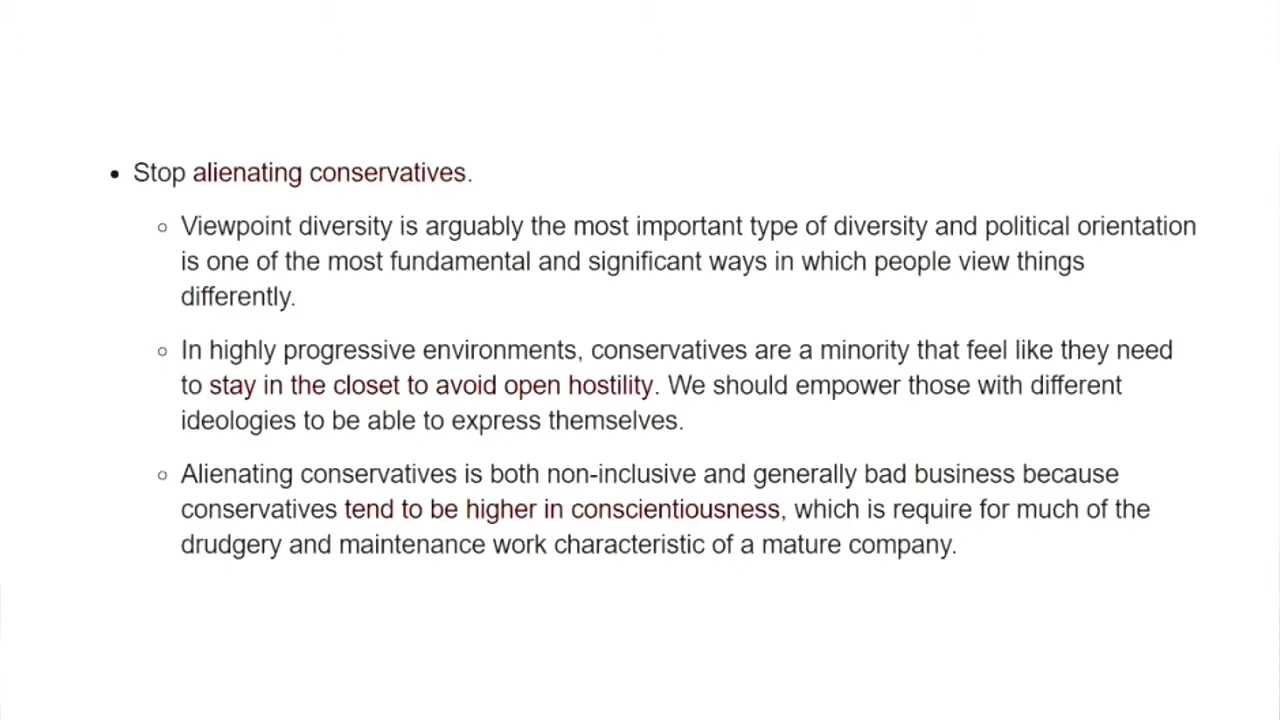 • Stop alienating conservatives.
◦ Viewpoint diversity is arguably the most important type of diversity and political orientation
is one of the most fundamental and significant ways in which people view things
differently.
◦ In highly progressive environments, conservatives are a minority that feel like they need
to stay in the closet to avoid open hostility. We should empower those with different
ideologies to be able to express themselves.
◦ Alienating conservatives is both non-inclusive and generally bad business because
conservatives tend to be higher in conscientiousness, which is require for much of the
drudgery and maintenance work characteristic of a mature company.